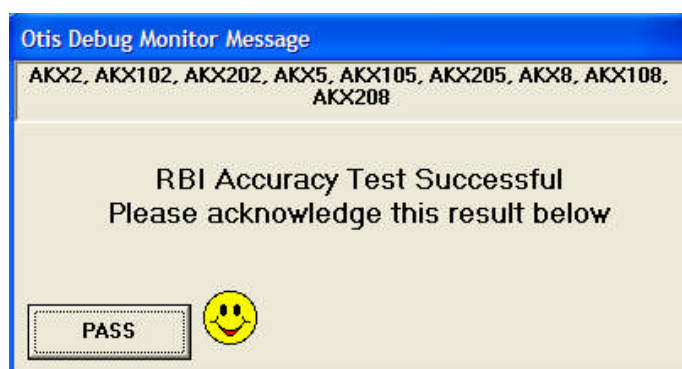 Otis Debug Monitor Message
AKX2, AKX102, AKX202, AKX5, AKX105, AKX205, AKX8, AKX108,
AKX208
RBI Accuracy Test Successful
Please acknowledge this result below
PASS